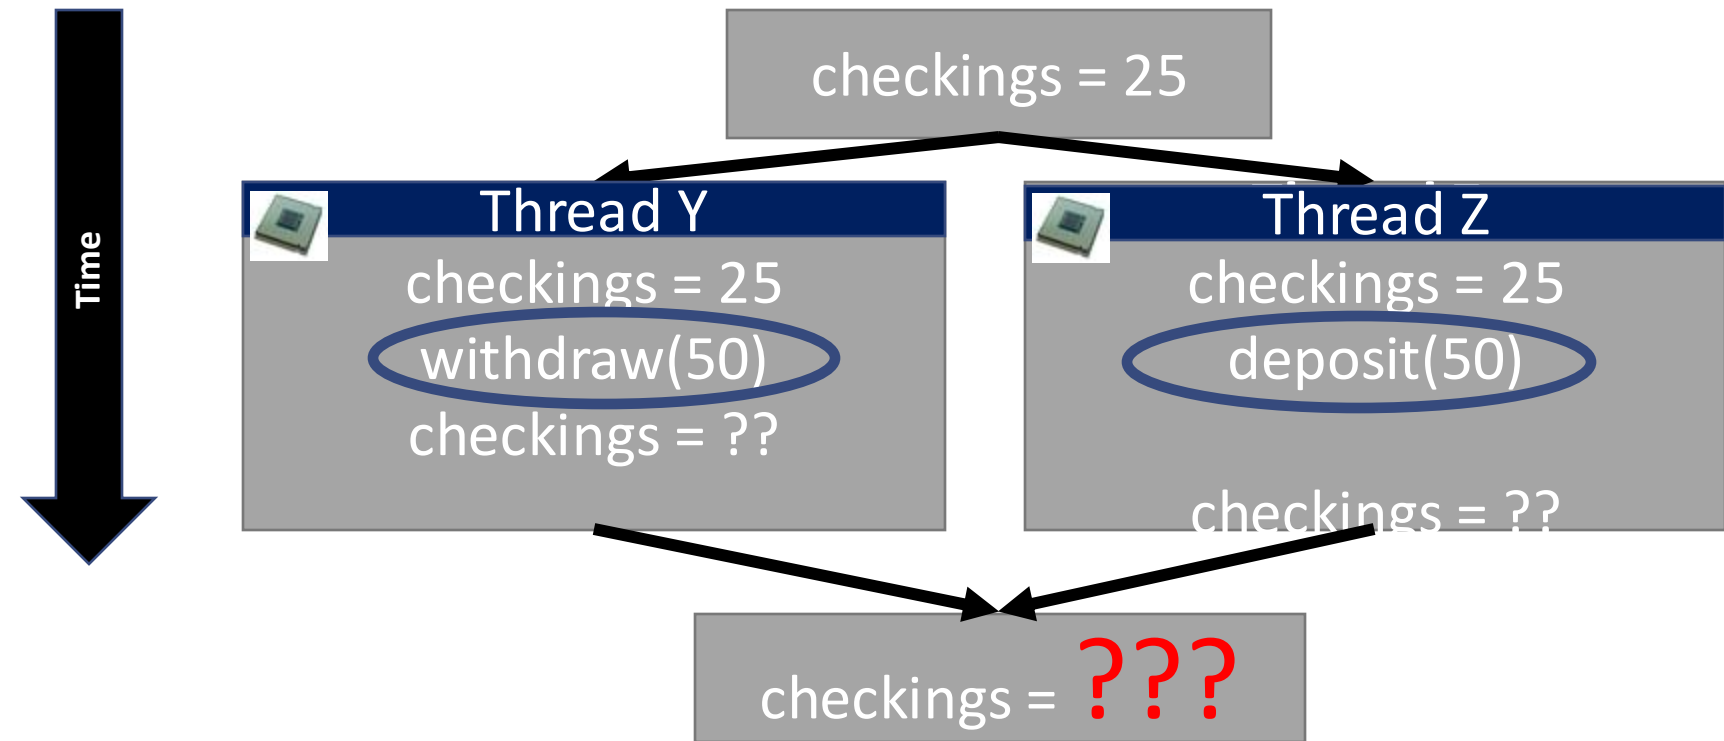 checkings = 25
Time
Thread Y
checkings = 25
withdraw(50)
checkings = ??
Thread Z
checkings = 25
deposit(50)
checkings = ??
checkings = ???